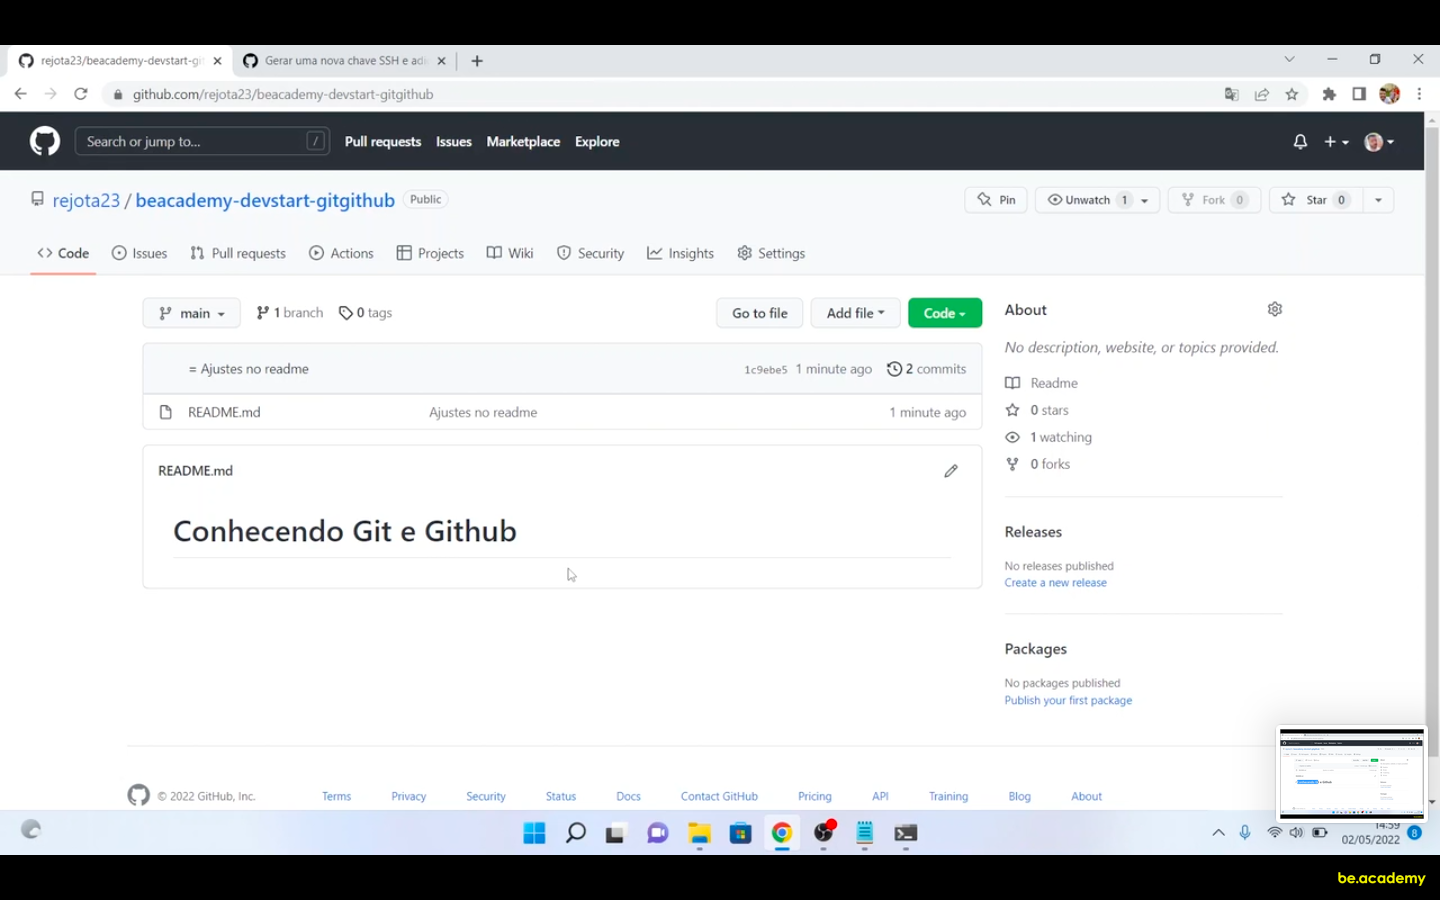 rejota23/beacademy-devstart-git
Gerar uma nova chave SSH e adi
github.com/rejota23/beacademy-devstart-gitgithub
Search or jump to...
/
Pull requests
Issues
Marketplace
Explore
rejota23 / beacademy-devstart-gitgithub
Public
Pin
Unwatch 1
Fork 0
Star 0
Code
Issues
Pull requests
Actions
Projects
Wiki
Security
Insights
Settings
main
1 branch
0 tags
Go to file
Add file
Code
= Ajustes no readme
1c9ebe5 1 minute ago
2 commits
README.md
Ajustes no readme
1 minute ago
README.md
Conhecendo Git e Github
About
No description, website, or topics provided.
Readme
0 stars
1 watching
0 forks
Releases
No releases published
Create a new release
Packages
No packages published
Publish your first package
© 2022 GitHub, Inc.
Terms
Privacy
Security
Status
Docs
Contact GitHub
Pricing
API
Training
Blog
About
14:59
02/05/2022
8
be.academy